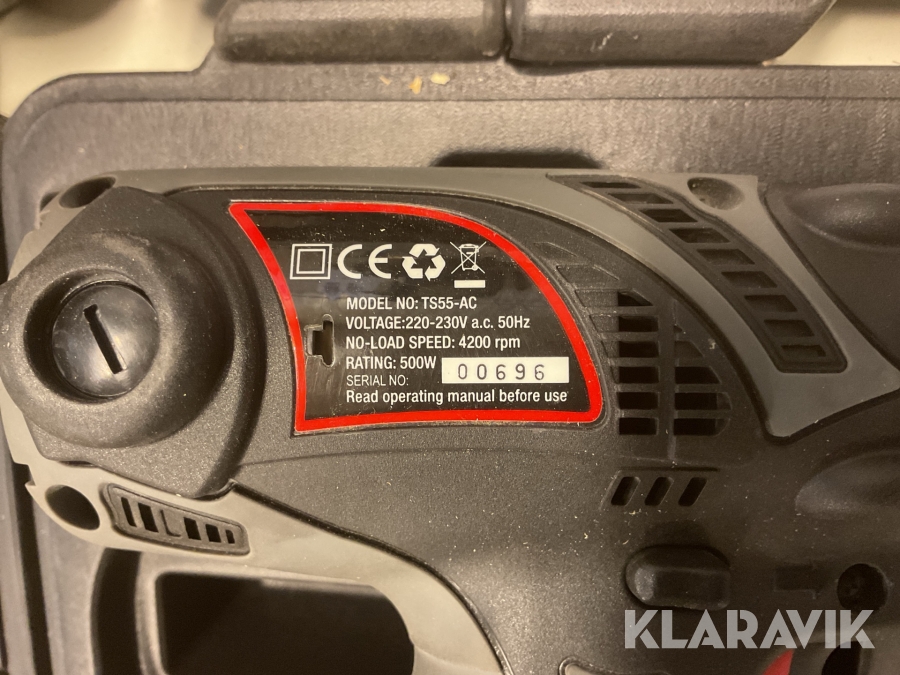 CE
MODEL NO: TS55-AC
VOLTAGE:220-230V a.c. 50Hz
NO-LOAD SPEED: 4200 rpm
RATING: 500W
SERIAL NO: 00696
Read operating manual before use
KLARAVIK